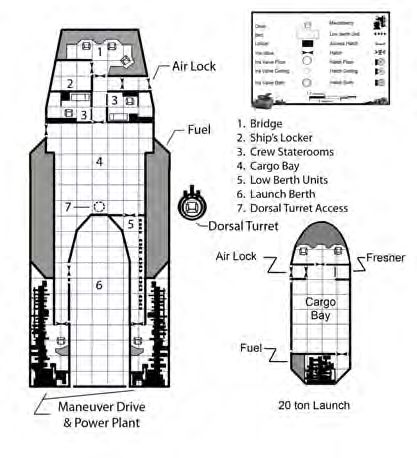 Chair
Bed
Locker
Iris Valve
Iris Valve Floor
Iris Valve Ceiling
Iris Valve Both
Machinery
Low Berth Unit
Access Hatch
Hatch
Hatch Floor
Hatch Ceiling
Hatch Both
1
2
2
3
3
4
7
5
6
Air Lock
Fuel
Dorsal Turret
Maneuver Drive
& Power Plant
1. Bridge
2. Ship's Locker
3. Crew Staterooms
4. Cargo Bay
5. Low Berth Units
6. Launch Berth
7. Dorsal Turret Access
Air Lock
Fresner
Cargo
Bay
Fuel
20 ton Launch